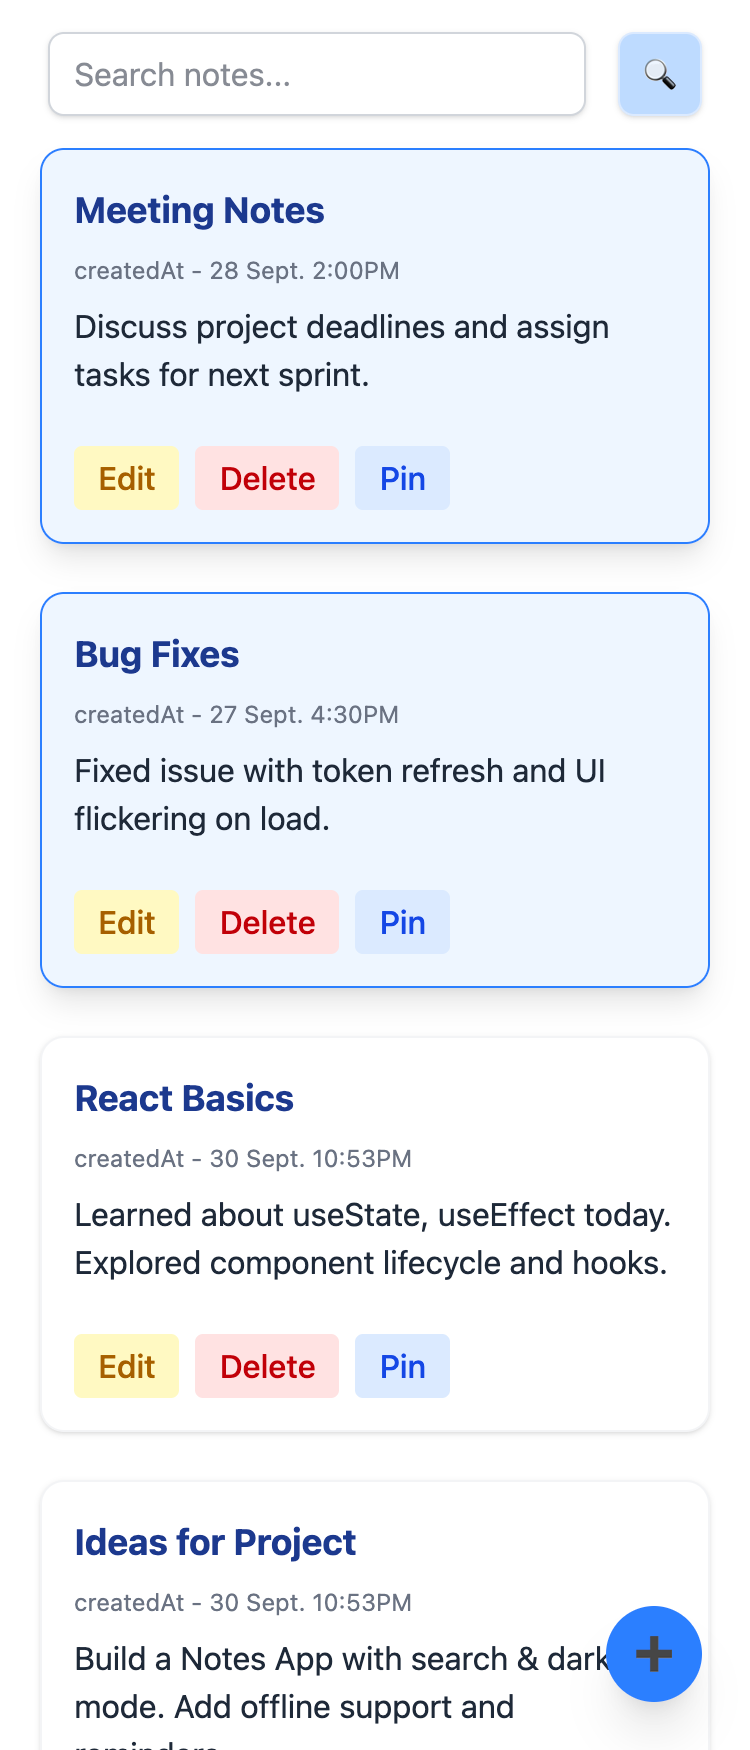 Search notes...
Meeting Notes
createdAt - 28 Sept. 2:00PM
Discuss project deadlines and assign
tasks for next sprint.
Edit Delete Pin
Bug Fixes
createdAt - 27 Sept. 4:30PM
Fixed issue with token refresh and UI
flickering on load.
Edit Delete Pin
React Basics
createdAt - 30 Sept. 10:53PM
Learned about useState, useEffect today.
Explored component lifecycle and hooks.
Edit Delete Pin
Ideas for Project
createdAt - 30 Sept. 10:53PM
Build a Notes App with search & dark
mode. Add offline support and